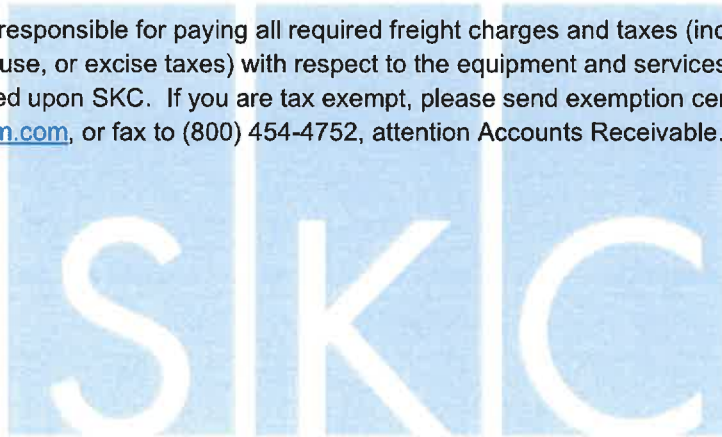 responsible for paying all required freight charges and taxes (inc
use, or excise taxes) with respect to the equipment and services
ed upon SKC. If you are tax exempt, please send exemption cer
m.com, or fax to (800) 454-4752, attention Accounts Receivable.
SKC